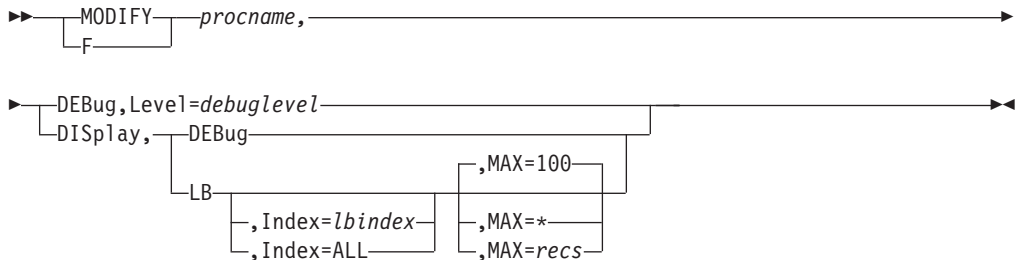 MODIFY procname,
F
DEBug,Level=debuglevel
DISplay, DEBug
,MAX=100
LB
,Index=lbindex ,MAX=*
,Index=ALL ,MAX=recs